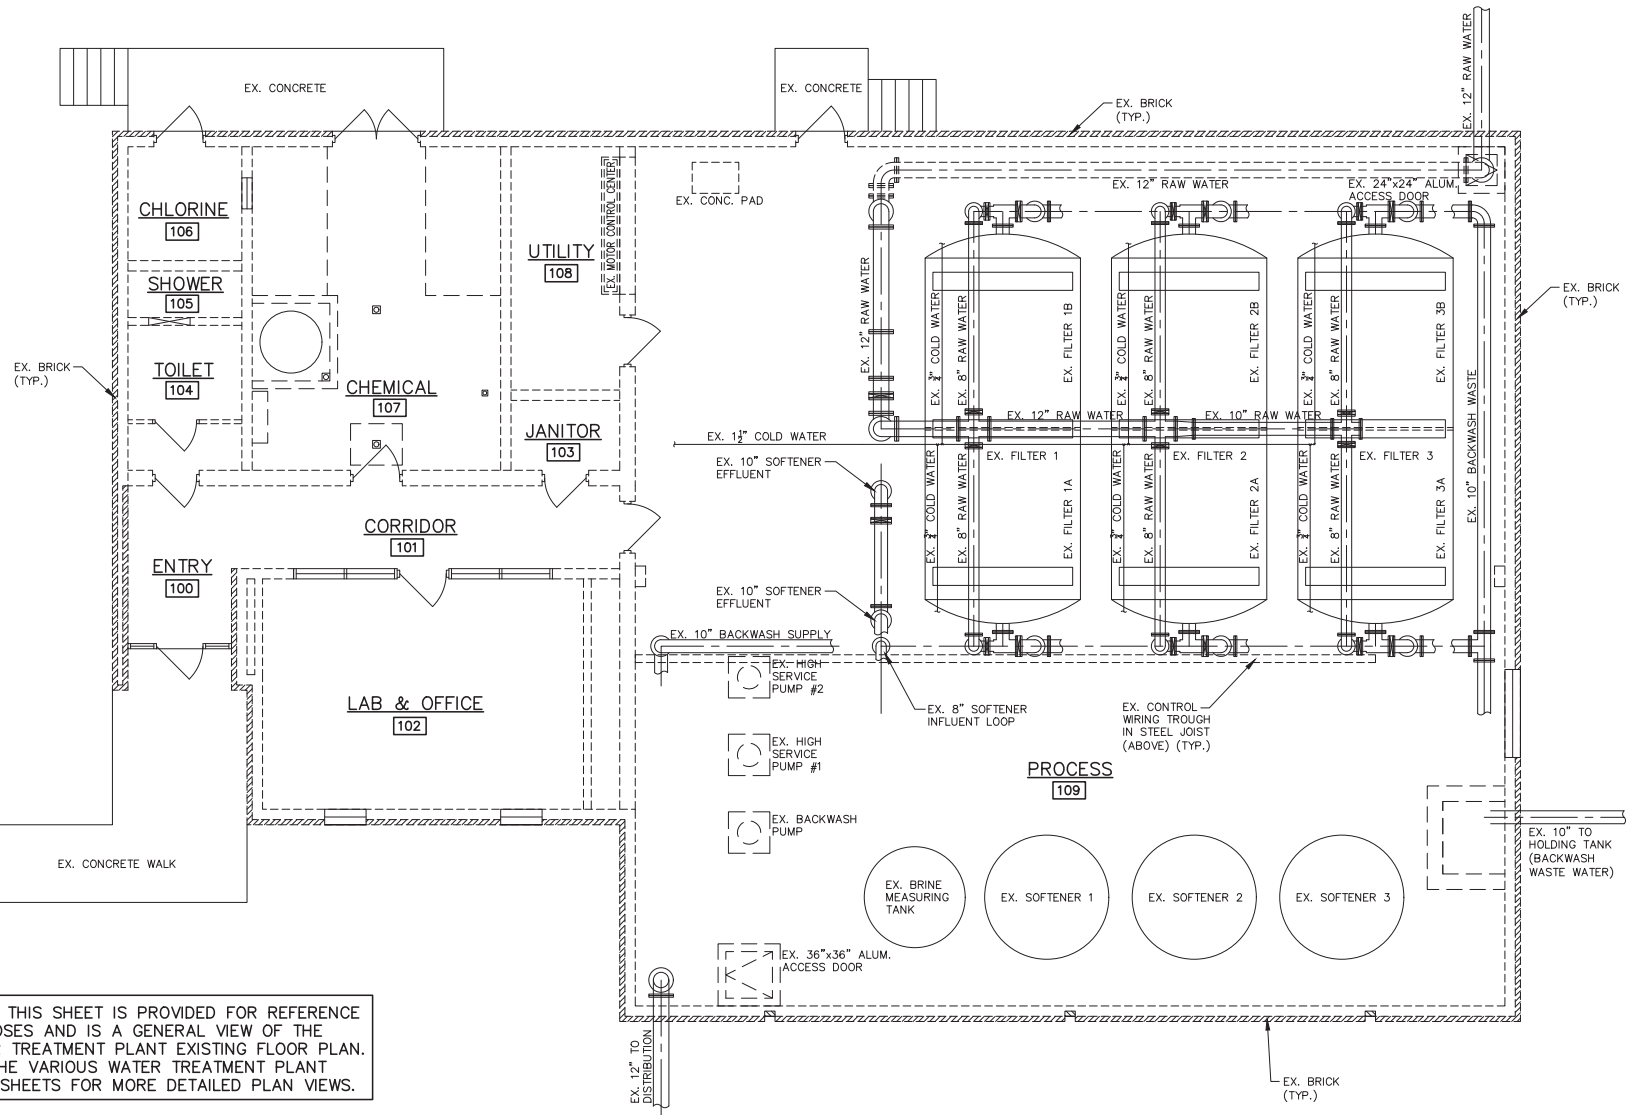 EX. CONCRETE
EX. CONCRETE
EX. 12" RAW WATER
EX. BRICK
(TYP.)
EX. CONC. PAD
EX. 12" RAW WATER
EX. 24"x24" ALUM.
ACCESS DOOR
CHLORINE
106
SHOWER
105
TOILET
104
CHEMICAL
107
UTILITY
108
EX. MOTOR CONTROL CENTER
JANITOR
103
EX. BRICK
(TYP.)
EX. BRICK
(TYP.)
EX. 12" RAW WATER
EX. ¾" COLD WATER
EX. 8" RAW WATER
EX. FILTER 1B
EX. ¾" COLD WATER
EX. 8" RAW WATER
EX. FILTER 2B
EX. ¾" COLD WATER
EX. 8" RAW WATER
EX. FILTER 3B
EX. 12" RAW WATER
EX. 10" RAW WATER
EX. 1½" COLD WATER
EX. FILTER 1
EX. FILTER 2
EX. FILTER 3
EX. 10" BACKWASH WASTE
EX. 10" SOFTENER
EFFLUENT
EX. ¾" COLD WATER
EX. 8" RAW WATER
EX. FILTER 1A
EX. ¾" COLD WATER
EX. 8" RAW WATER
EX. FILTER 2A
EX. ¾" COLD WATER
EX. 8" RAW WATER
EX. FILTER 3A
CORRIDOR
101
ENTRY
100
EX. 10" SOFTENER
EFFLUENT
EX. 10" BACKWASH SUPPLY
EX. HIGH
SERVICE
PUMP #2
LAB & OFFICE
102
EX. 8" SOFTENER
INFLUENT LOOP
EX. CONTROL
WIRING TROUGH
IN STEEL JOIST
(ABOVE) (TYP.)
EX. HIGH
SERVICE
PUMP #1
PROCESS
109
EX. BACKWASH
PUMP
EX. 10" TO
HOLDING TANK
(BACKWASH
WASTE WATER)
EX. CONCRETE WALK
EX. BRINE
MEASURING
TANK
EX. SOFTENER 1
EX. SOFTENER 2
EX. SOFTENER 3
EX. 36"x36" ALUM.
ACCESS DOOR
THIS SHEET IS PROVIDED FOR REFERENCE
OSES AND IS A GENERAL VIEW OF THE
TREATMENT PLANT EXISTING FLOOR PLAN.
HE VARIOUS WATER TREATMENT PLANT
SHEETS FOR MORE DETAILED PLAN VIEWS.
EX. 12" TO
DISTRIBUTION
EX. BRICK
(TYP.)